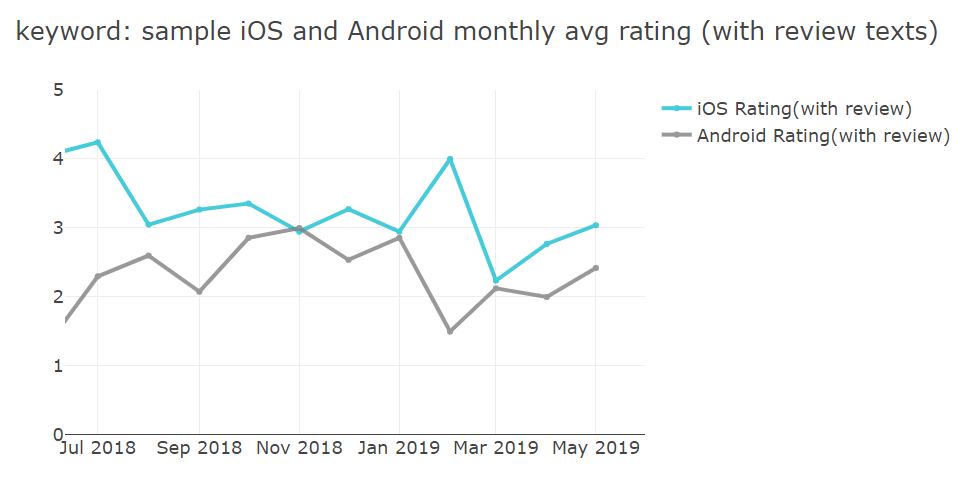 keyword: sample iOS and Android monthly avg rating (with review texts)
5
4
3
2
1
0
Jul 2018 Sep 2018 Nov 2018 Jan 2019 Mar 2019 May 2019
iOS Rating(with review)
Android Rating(with review)